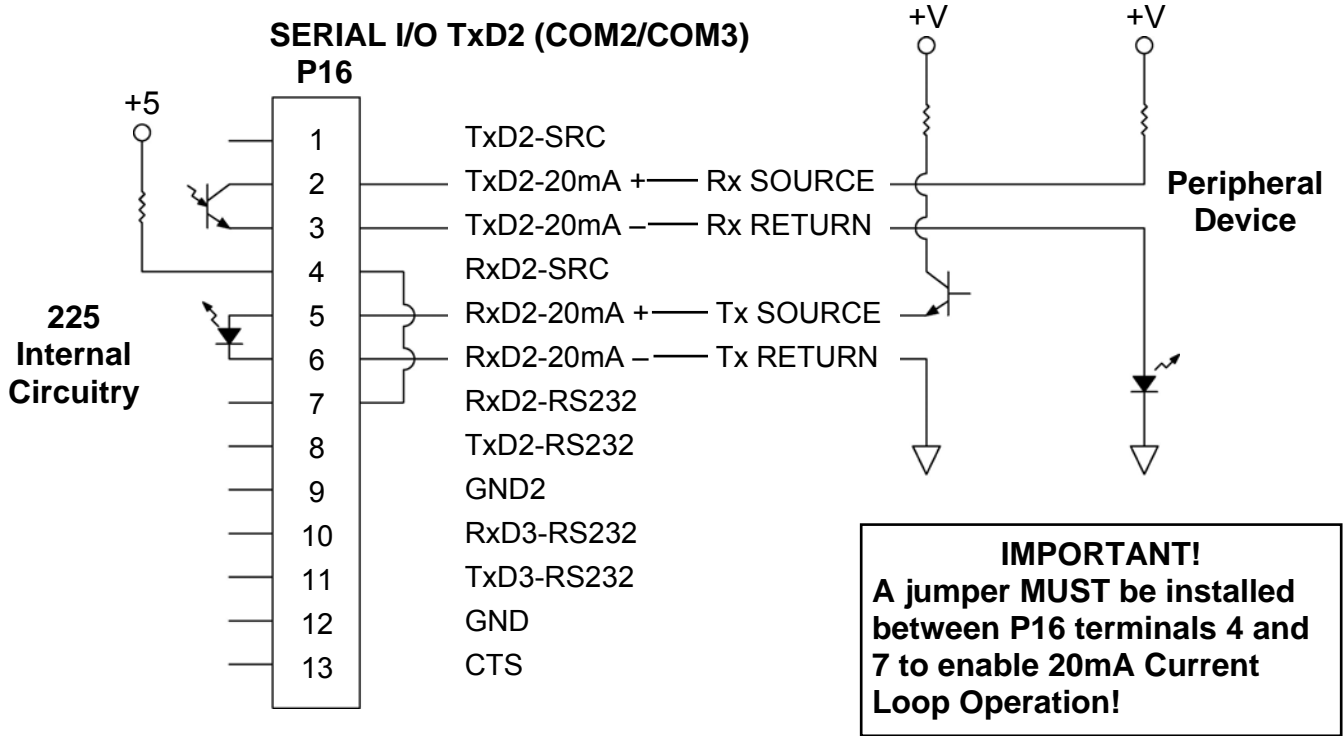 SERIAL I/O TxD2 (COM2/COM3)
P16
+V
+V
+5
1 TxD2-SRC
2 TxD2-20mA + Rx SOURCE
3 TxD2-20mA – Rx RETURN
4 RxD2-SRC
5 RxD2-20mA + Tx SOURCE
6 RxD2-20mA – Tx RETURN
7 RxD2-RS232
8 TxD2-RS232
9 GND2
10 RxD3-RS232
11 TxD3-RS232
12 GND
13 CTS
225
Internal
Circuitry
Peripheral
Device
IMPORTANT!
A jumper MUST be installed
between P16 terminals 4 and
7 to enable 20mA Current
Loop Operation!